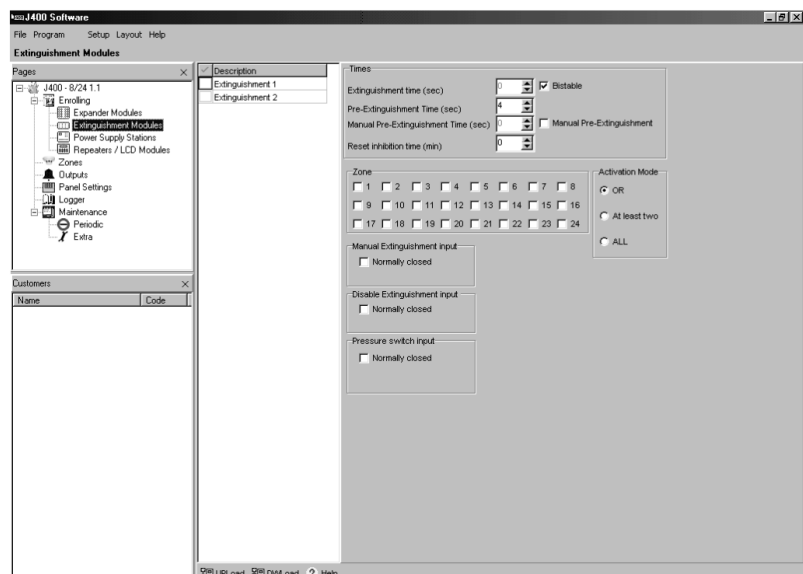 J400 Software
File Program Setup Layout Help
Extinguishment Modules
Pages
J400 - 8/24 1.1
Enrolling
Expander Modules
Extinguishment Modules
Power Supply Stations
Repeaters / LCD Modules
Zones
Outputs
Panel Settings
Logger
Maintenance
Periodic
Extra
Customers
Name Code
Description
Extinguishment 1
Extinguishment 2
Times
Extinguishment time (sec) 0 Bistable
Pre-Extinguishment Time (sec) 4
Manual Pre-Extinguishment Time (sec) 0 Manual Pre-Extinguishment
Reset inhibition time (min) 0
Zone
1 2 3 4 5 6 7 8
9 10 11 12 13 14 15 16
17 18 19 20 21 22 23 24
Activation Mode
OR
At least two
ALL
Manual Extinguishment input
Normally closed
Disable Extinguishment input
Normally closed
Pressure switch input
Normally closed
Help